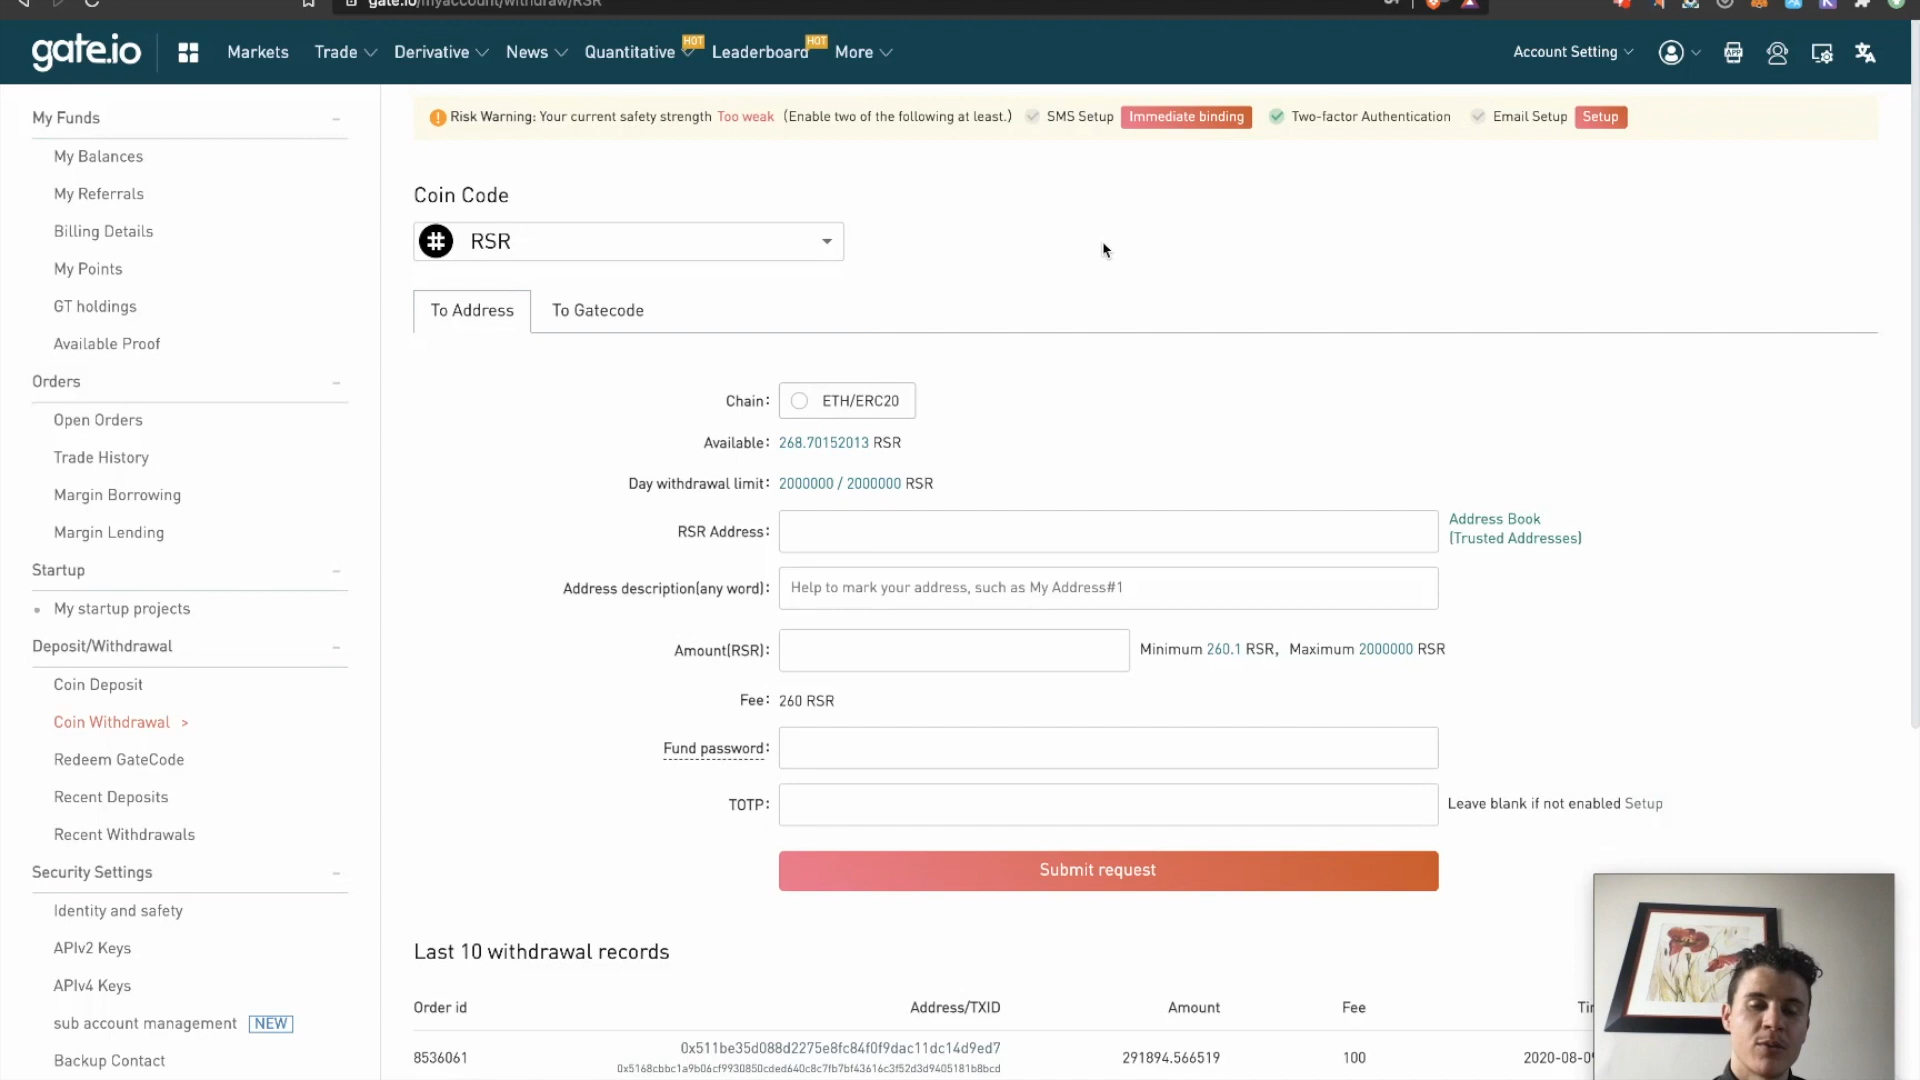 gate.io/myaccount/withdraw/RSR
gate.io
Markets
Trade
Derivative
News
Quantitative
HOT
Leaderboard
HOT
More
Account Setting
APP
My Funds
My Balances
My Referrals
Billing Details
My Points
GT holdings
Available Proof
Orders
Open Orders
Trade History
Margin Borrowing
Margin Lending
Startup
My startup projects
Deposit/Withdrawal
Coin Deposit
Coin Withdrawal >
Redeem GateCode
Recent Deposits
Recent Withdrawals
Security Settings
Identity and safety
APIv2 Keys
APIv4 Keys
sub account management NEW
Backup Contact
Risk Warning: Your current safety strength Too weak (Enable two of the following at least.) SMS Setup Immediate binding Two-factor Authentication Email Setup Setup
Coin Code
RSR
To Address
To Gatecode
Chain: ETH/ERC20
Available: 268.70152013 RSR
Day withdrawal limit: 2000000 / 2000000 RSR
RSR Address:
Address Book
(Trusted Addresses)
Address description(any word): Help to mark your address, such as My Address#1
Amount(RSR): Minimum 260.1 RSR, Maximum 2000000 RSR
Fee: 260 RSR
Fund password:
TOTP: Leave blank if not enabled Setup
Submit request
Last 10 withdrawal records
Order id Address/TXID Amount Fee
8536061 0x511be35d088d2275e8fc84f0f9dac11dc14d9ed7 291894.566519 100
0x5168cbbc1a9b06cf9930850cded640c8c7fb7bf43616c3f52d3d9405181b8bcd